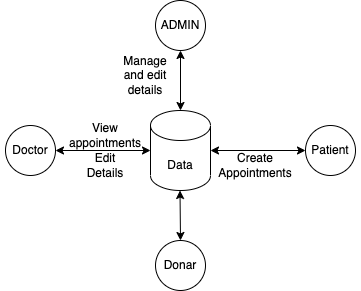 ADMIN
Manage
and edit
details
View
appointments
Edit
Details
Doctor
Data
Create
Appointments
Patient
Donar